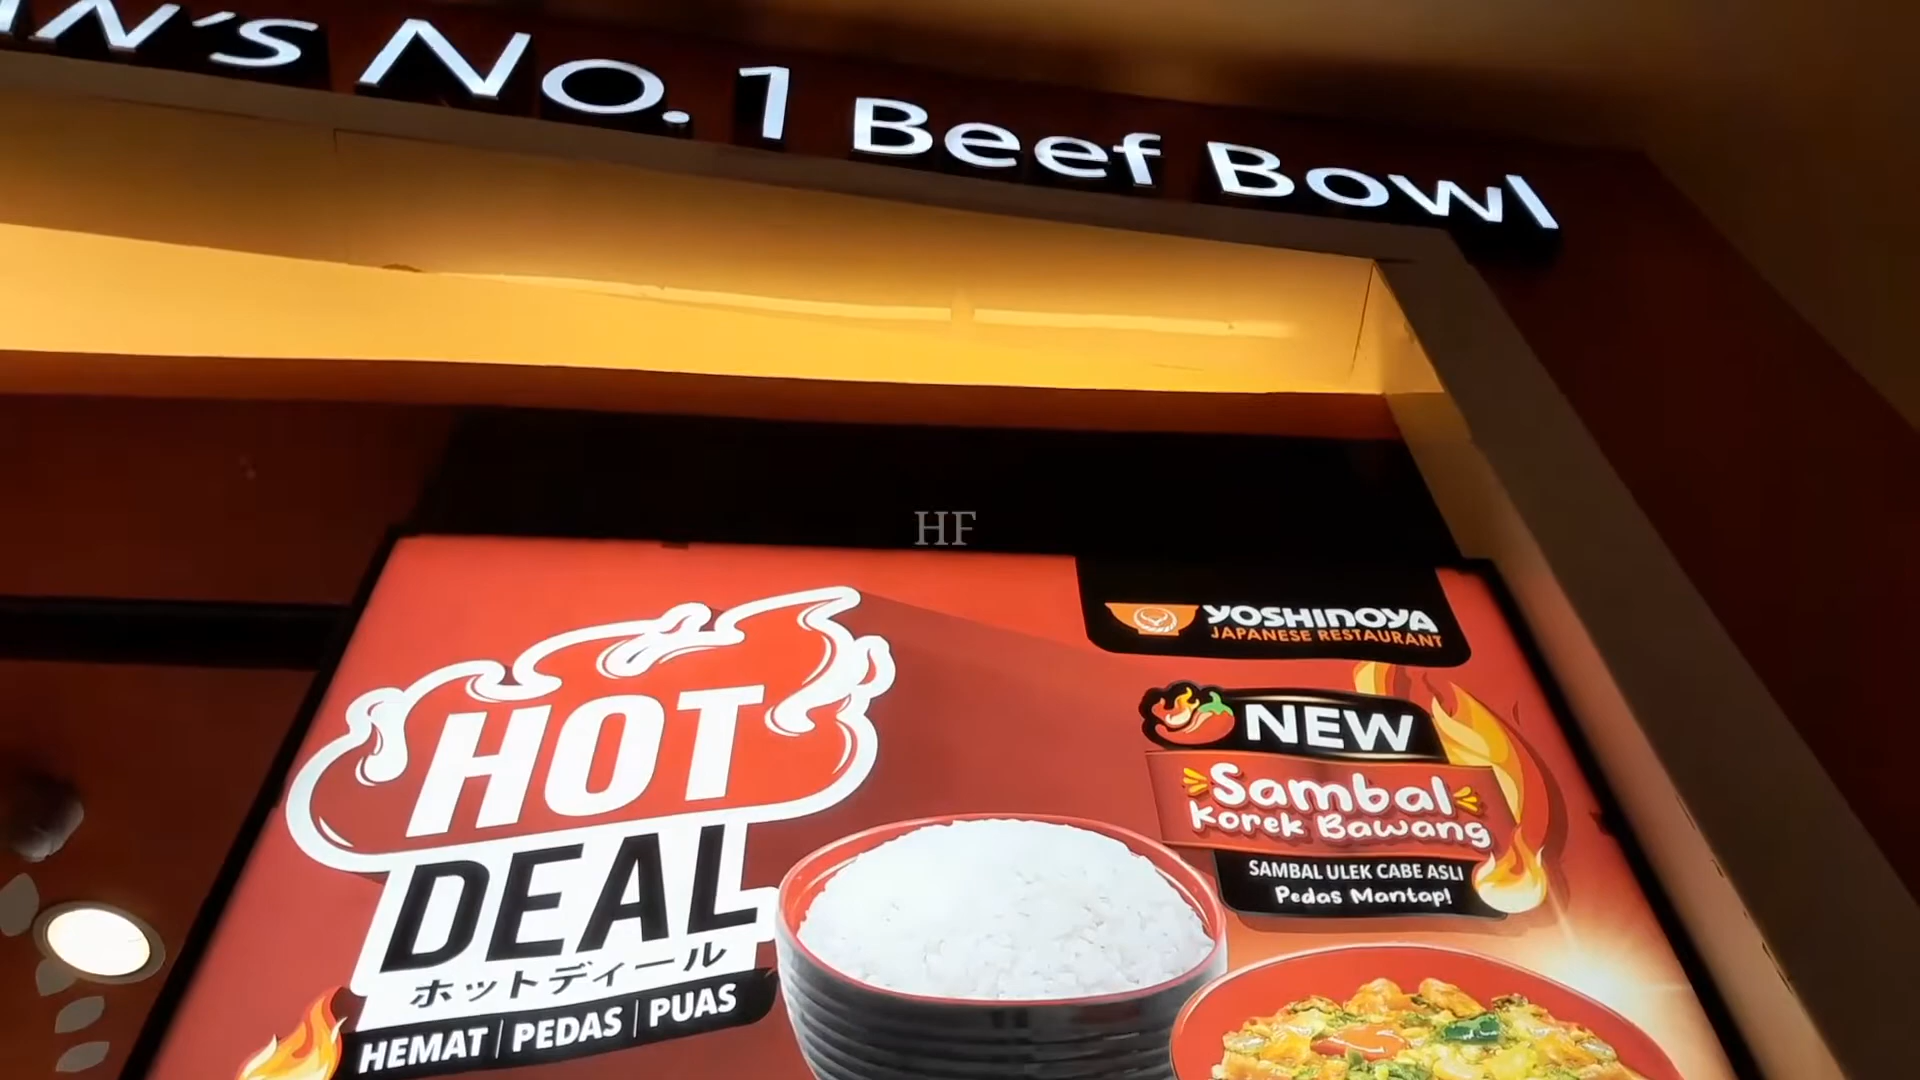 N's No. 1 Beef Bowl
HF
YOSHINOYA
JAPANESE RESTAURANT
HOT
DEAL
ホットディール
HEMAT | PEDAS | PUAS
NEW
Sambal
Korek Bawang
SAMBAL ULEK CABE ASLI
Pedas Mantap!